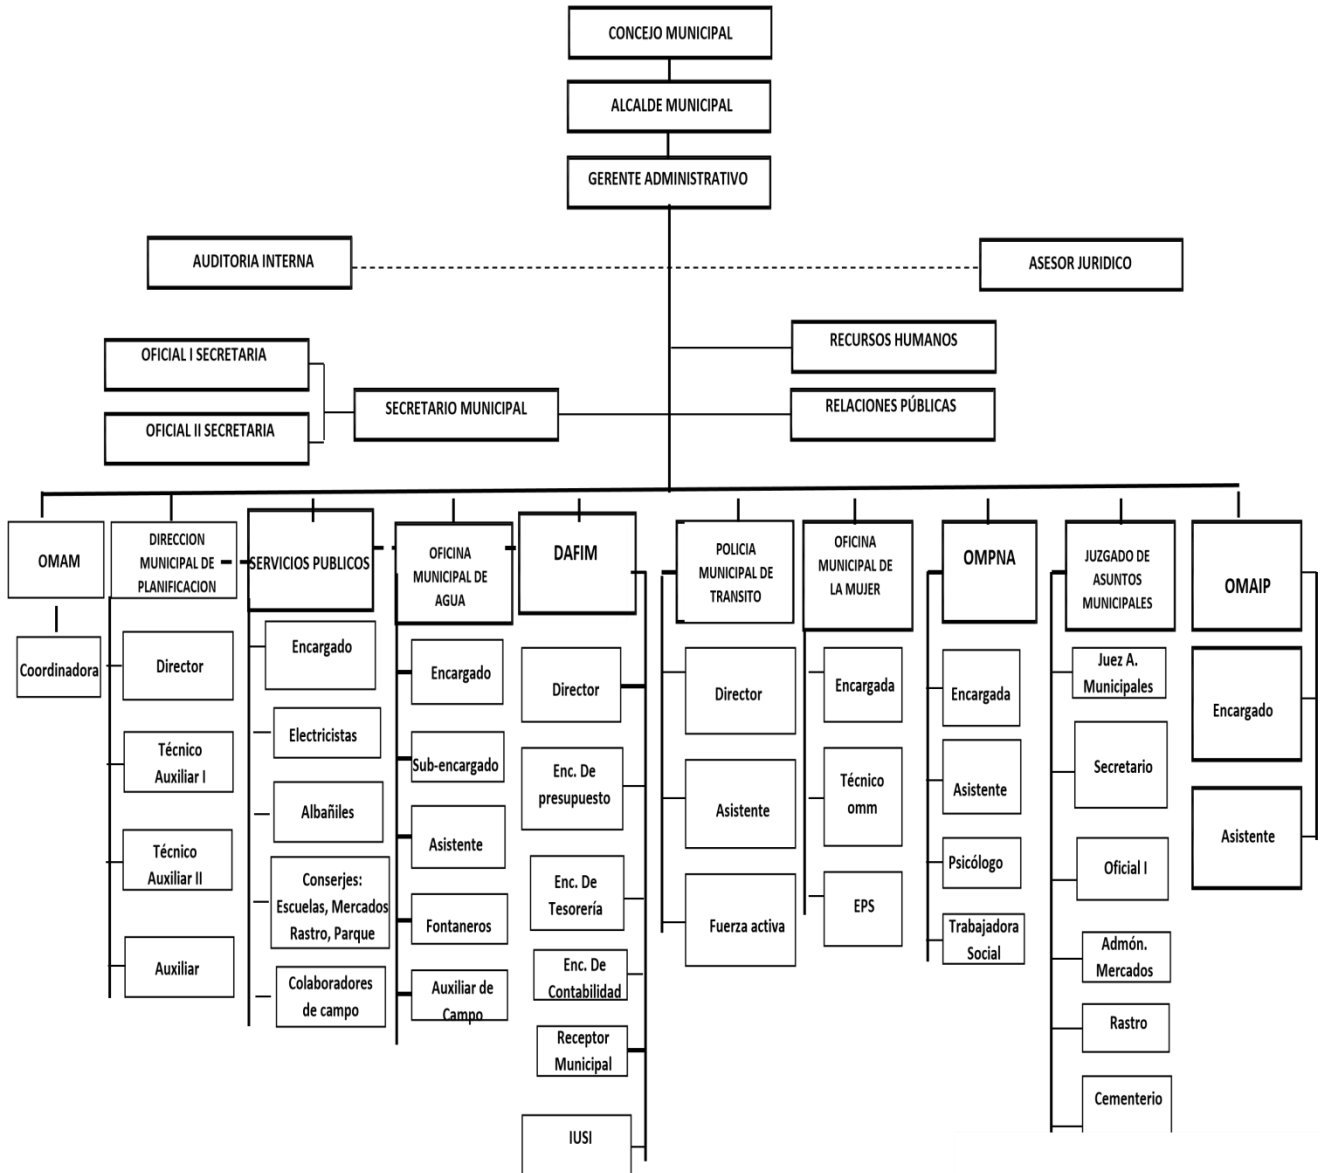 CONCEJO MUNICIPAL
ALCALDE MUNICIPAL
GERENTE ADMINISTRATIVO
AUDITORIA INTERNA
ASESOR JURIDICO
RECURSOS HUMANOS
OFICIAL I SECRETARIA
SECRETARIO MUNICIPAL
RELACIONES PÚBLICAS
OFICIAL II SECRETARIA
OMAM
Coordinadora
DIRECCION
MUNICIPAL DE
PLANIFICACION
Director
Técnico
Auxiliar I
Técnico
Auxiliar II
Auxiliar
SERVICIOS PUBLICOS
Encargado
Electricistas
Albañiles
Conserjes:
Escuelas, Mercados
Rastro, Parque
Colaboradores
de campo
OFICINA
MUNICIPAL DE
AGUA
Encargado
Sub-encargado
Asistente
Fontaneros
Auxiliar de
Campo
DAFIM
Director
Enc. De
presupuesto
Enc. De
Tesorería
Enc. De
Contabilidad
Receptor
Municipal
IUSI
POLICIA
MUNICIPAL DE
TRANSITO
Director
Asistente
Fuerza activa
OFICINA
MUNICIPAL DE
LA MUJER
Encargada
Técnico
omm
EPS
OMPNA
Encargada
Asistente
Psicólogo
Trabajadora
Social
JUZGADO DE
ASUNTOS
MUNICIPALES
Juez A.
Municipales
Secretario
Oficial I
Admón.
Mercados
Rastro
Cementerio
OMAIP
Encargado
Asistente